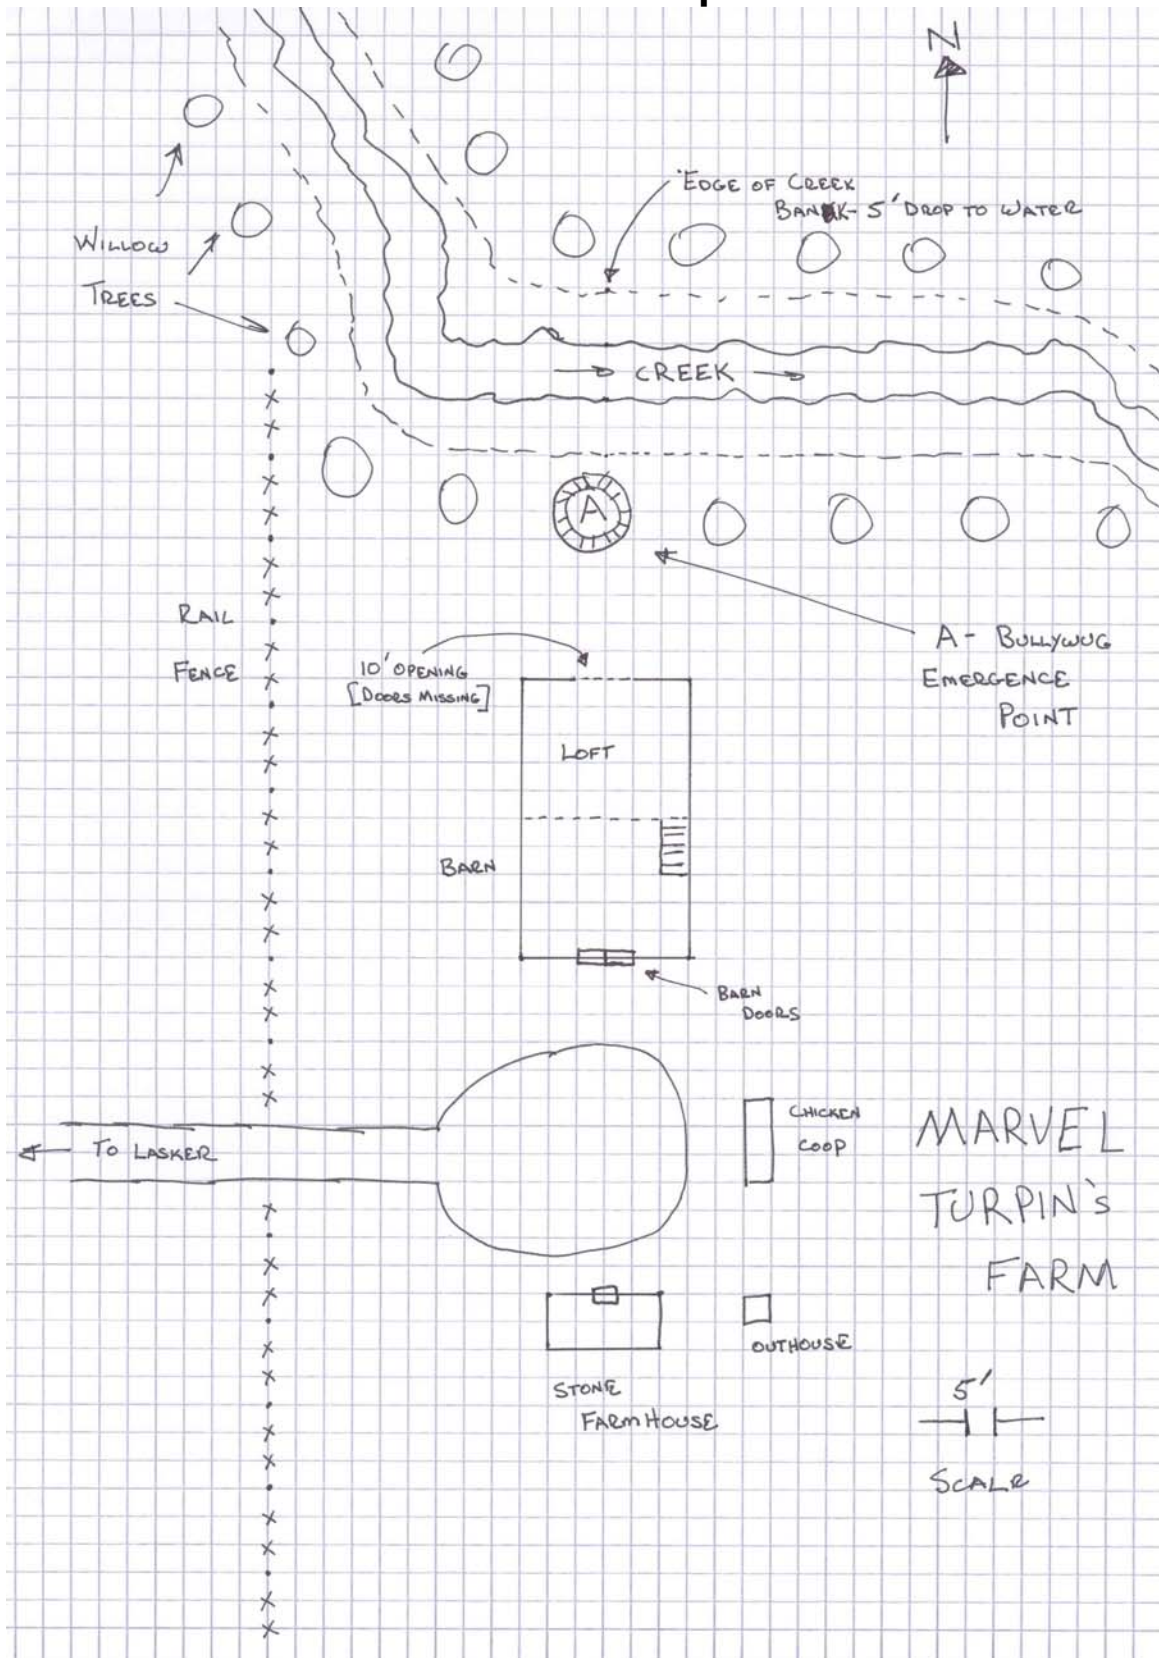 N
EDGE OF CREEK
BANK - 5' DROP TO WATER
WILLOW
TREES
CREEK
A
RAIL
FENCE
10' OPENING
[DOORS MISSING]
A - BULLYWUG
EMERGENCE
POINT
LOFT
BARN
BARN
DOORS
TO LASKER
CHICKEN
COOP
MARVEL
TURPIN's
FARM
OUTHOUSE
STONE
FARMHOUSE
5'
SCALE